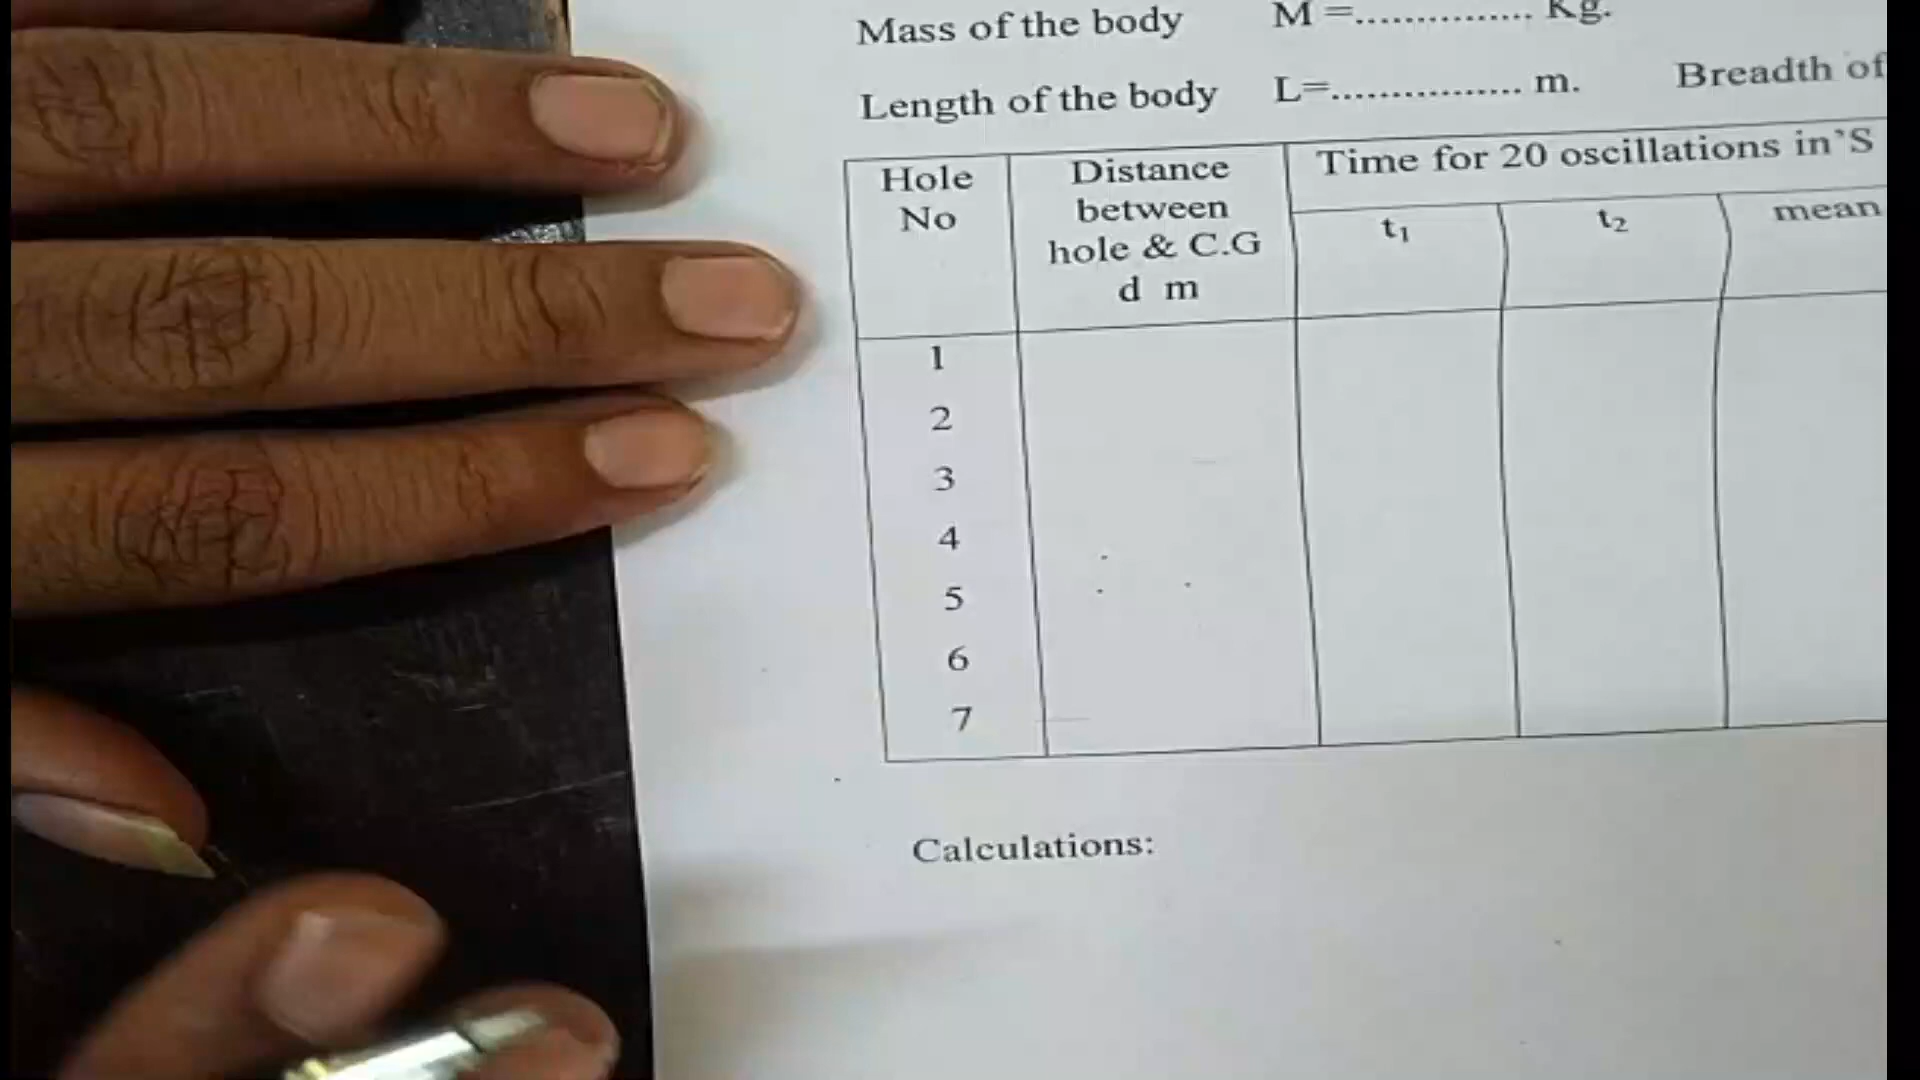 Mass of the body M =............... Kg.
Length of the body L=................ m. Breadth of
Hole No
Distance between hole & C.G d m
Time for 20 oscillations in'S
t₁ t₂ mean
1
2
3
4
5
6
7
Calculations: